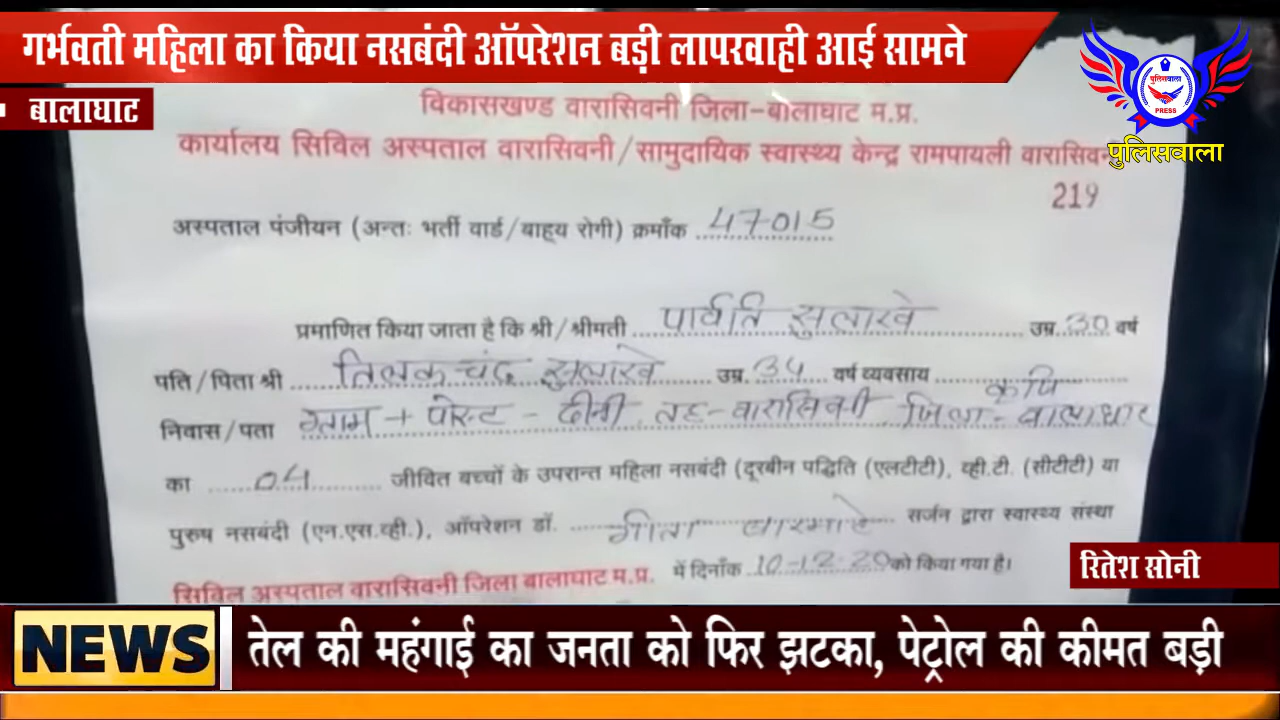 गर्भवती महिला का किया नसबंदी ऑपरेशन बड़ी लापरवाही आई सामने
बालाघाट
पुलिसवाला
PRESS
पुलिसवाला
विकासखण्ड वारासिवनी जिला-बालाघाट म.प्र.
कार्यालय सिविल अस्पताल वारासिवनी/सामुदायिक स्वास्थ्य केन्द्र रामपायली
219
अस्पताल पंजीयन (अन्तः भर्ती वार्ड/बाह्य रोगी) क्रमाँक 47015
प्रमाणित किया जाता है कि श्री/श्रीमती पार्वति सुलाखे उम्र 30 वर्ष
पति/पिता श्री तिलकचंद सुलाखे उम्र 34 वर्ष व्यवसाय कृषि
निवास/पता ग्राम + पोस्ट - दीनी तह-वारासिवनी जिला-बालाघाट
का 04 जीवित बच्चों के उपरान्त महिला नसबंदी (दूरबीन पद्धिति (एलटीटी), व्ही.टी. (सीटीटी) या
पुरुष नसबंदी (एन.एस.व्ही.), ऑपरेशन डॉ. गीता सर्जन द्वारा स्वास्थ्य संस्था
सिविल अस्पताल वारासिवनी जिला बालाघाट म.प्र. में दिनाँक 10-12-20 को किया गया है।
रितेश सोनी
NEWS
तेल की महंगाई का जनता को फिर झटका, पेट्रोल की कीमत बड़ी